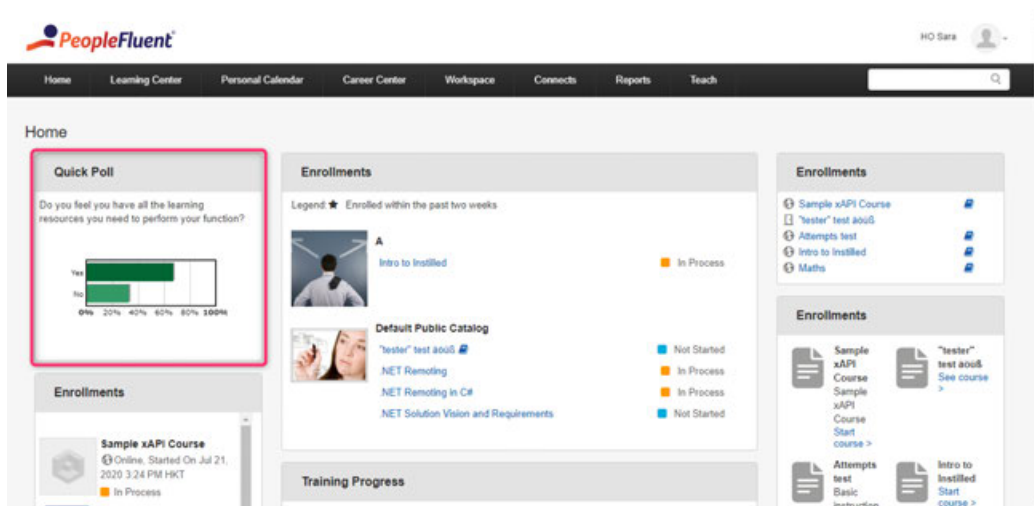 PeopleFluent
HO Sara
Home Learning Center Personal Calendar Career Center Workspace Connects Reports Teach
Home
Quick Poll
Do you feel you have all the learning
resources you need to perform your function?
Yes
No
0% 20% 40% 60% 80% 100%
Enrollments
Sample xAPI Course
Online, Started On Jul 21,
2020 3:24 PM HKT
In Process
Enrollments
Legend: Enrolled within the past two weeks
A
Intro to Instilled In Process
Default Public Catalog
"tester" test äöüß Not Started
.NET Remoting In Process
.NET Remoting in C# In Process
.NET Solution Vision and Requirements Not Started
Training Progress
Enrollments
Sample xAPI Course
"tester" test äöüß
Attempts test
Intro to Instilled
Maths
Enrollments
Sample
xAPI
Course
Sample
xAPI
Course
Start
course >
"tester"
test äöüß
See course
>
Attempts
test
Basic
instruction
Intro to
Instilled
Start
course >